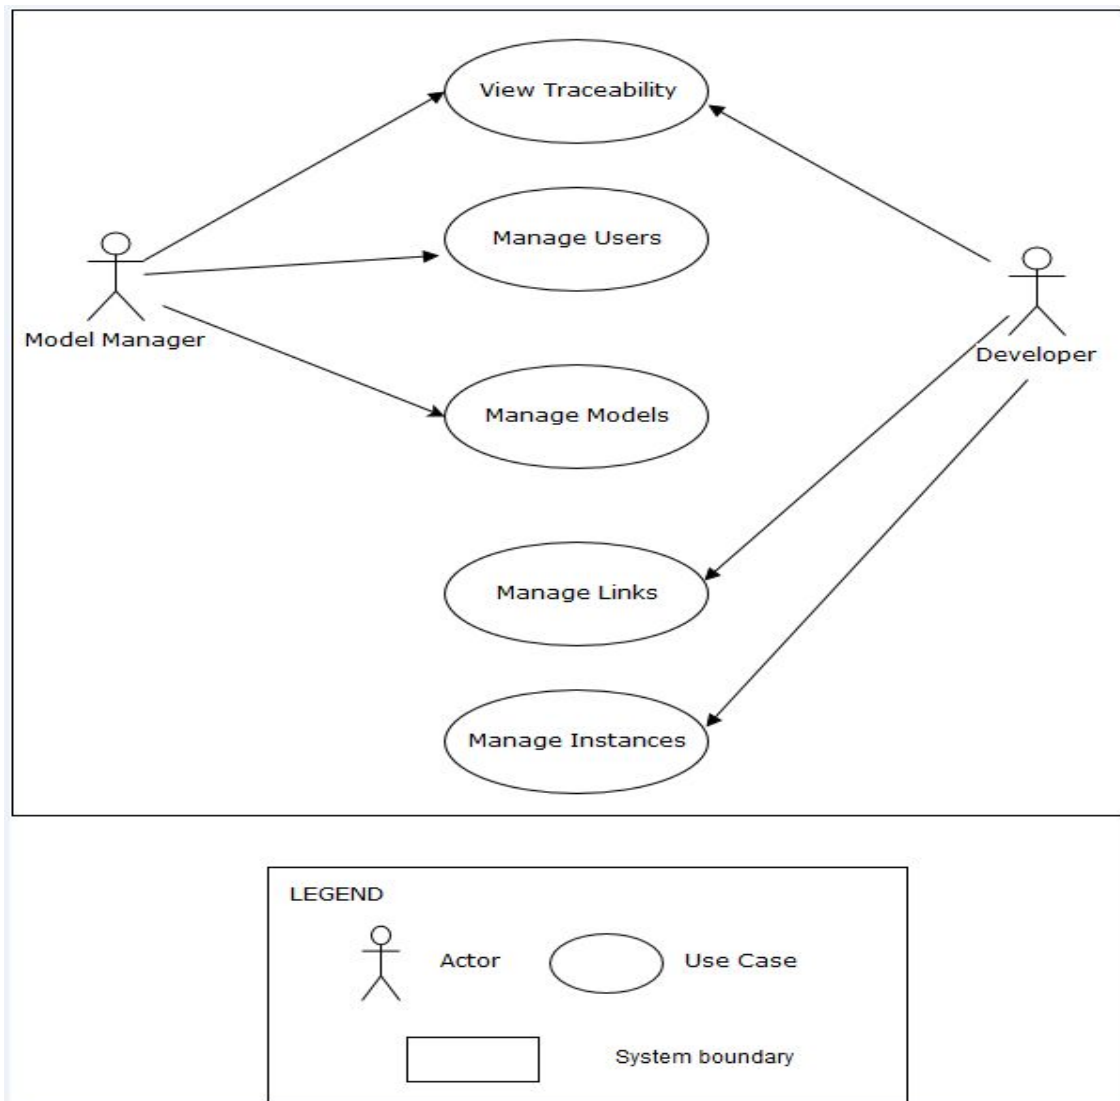 View Traceability
Manage Users
Model Manager
Developer
Manage Models
Manage Links
Manage Instances
LEGEND
Actor
Use Case
System boundary